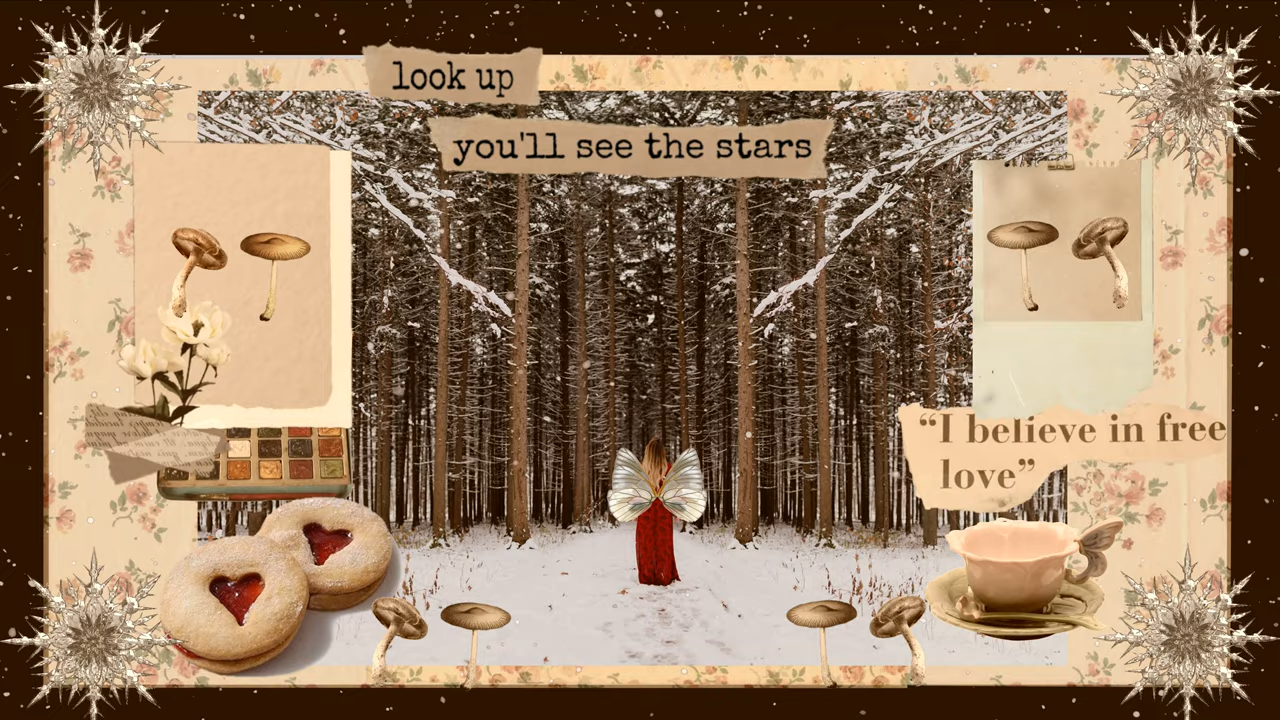 look up
you'll see the stars
“I believe in free
love”